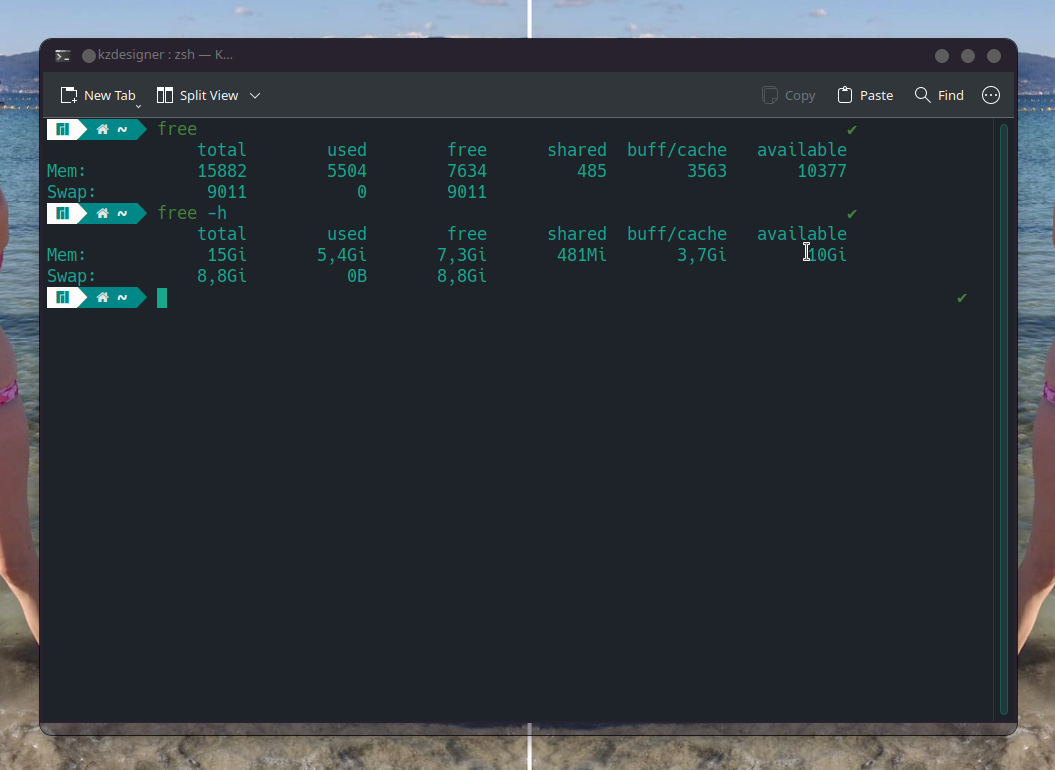 kzdesigner : zsh — K...
New Tab Split View Copy Paste Find
~ free ✔
total used free shared buff/cache available
Mem: 15882 5504 7634 485 3563 10377
Swap: 9011 0 9011
~ free -h ✔
total used free shared buff/cache available
Mem: 15Gi 5,4Gi 7,3Gi 481Mi 3,7Gi 10Gi
Swap: 8,8Gi 0B 8,8Gi
~ ✔